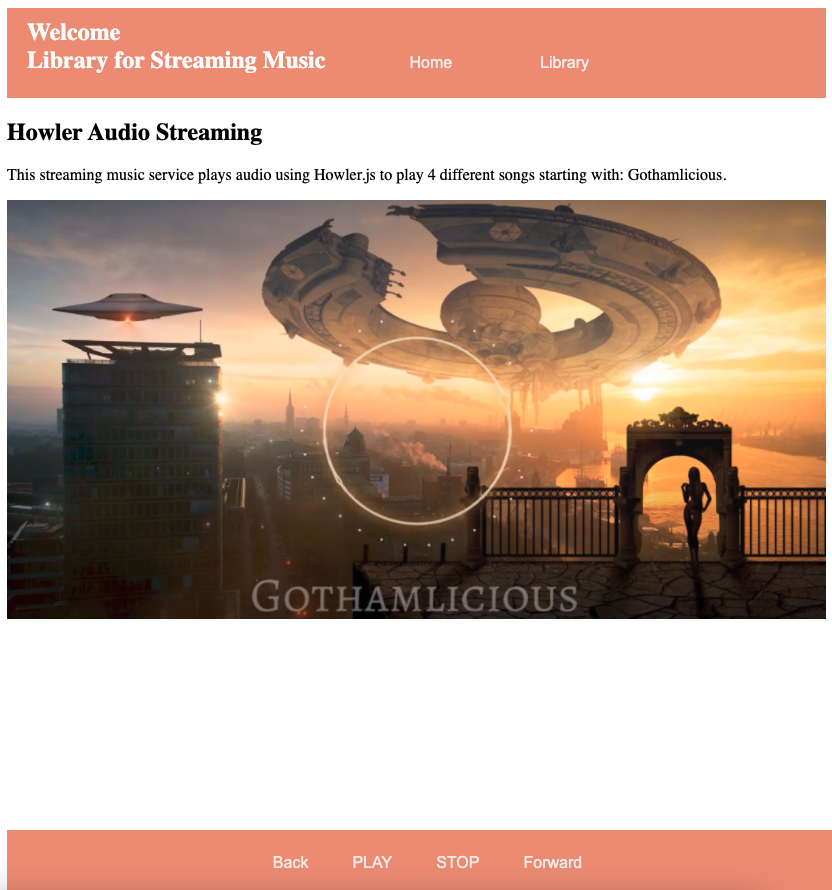 Welcome
Library for Streaming Music
Home
Library
Howler Audio Streaming
This streaming music service plays audio using Howler.js to play 4 different songs starting with: Gothamlicious.
GOTHAMLICIOUS
Back
PLAY
STOP
Forward